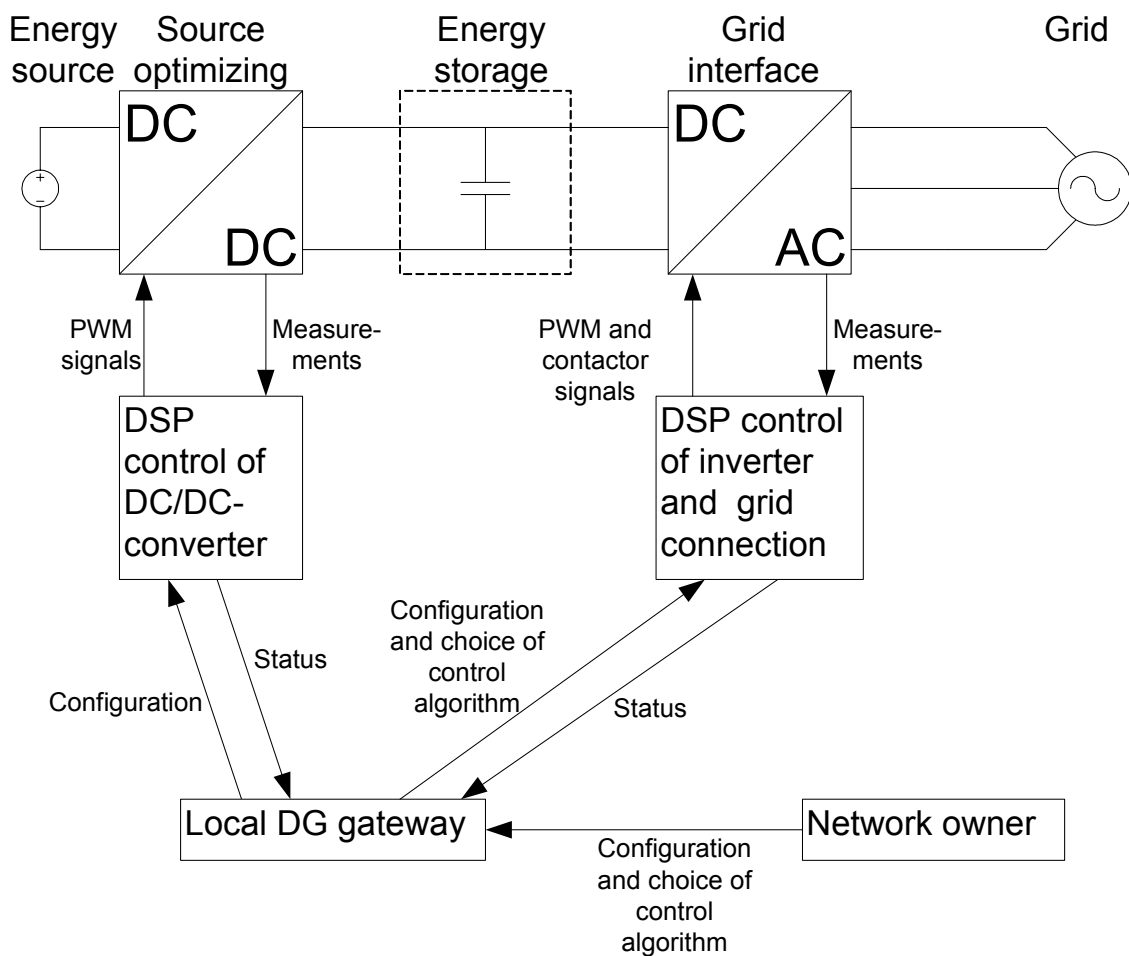 Energy
source
Source
optimizing
Energy
storage
Grid
interface
Grid
DC
DC
DC
AC
+
−
PWM
signals
Measure-
ments
PWM and
contactor
signals
Measure-
ments
DSP
control of
DC/DC-
converter
DSP control
of inverter
and grid
connection
Configuration
and choice of
control
algorithm
Status
Configuration
Status
Local DG gateway
Network owner
Configuration
and choice of
control
algorithm